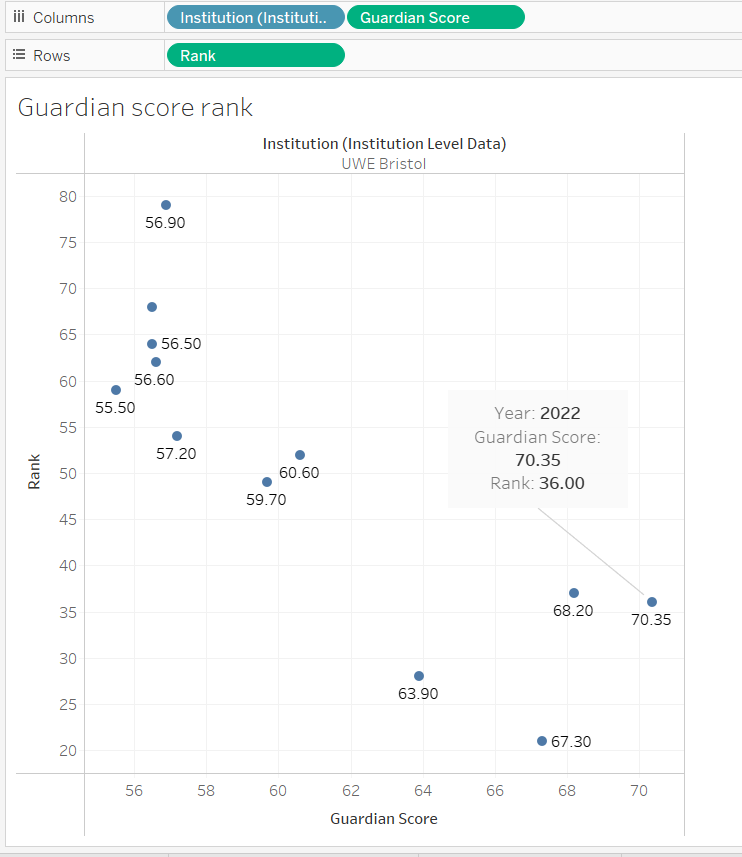 Columns
Institution (Instituti..
Guardian Score
Rows
Rank
Guardian score rank
Institution (Institution Level Data)
UWE Bristol
80
75
70
65
60
55
50
45
40
35
30
25
20
Rank
56.90
56.50
56.60
55.50
57.20
60.60
59.70
Year: 2022
Guardian Score:
70.35
Rank: 36.00
68.20
70.35
63.90
67.30
56
58
60
62
64
66
68
70
Guardian Score